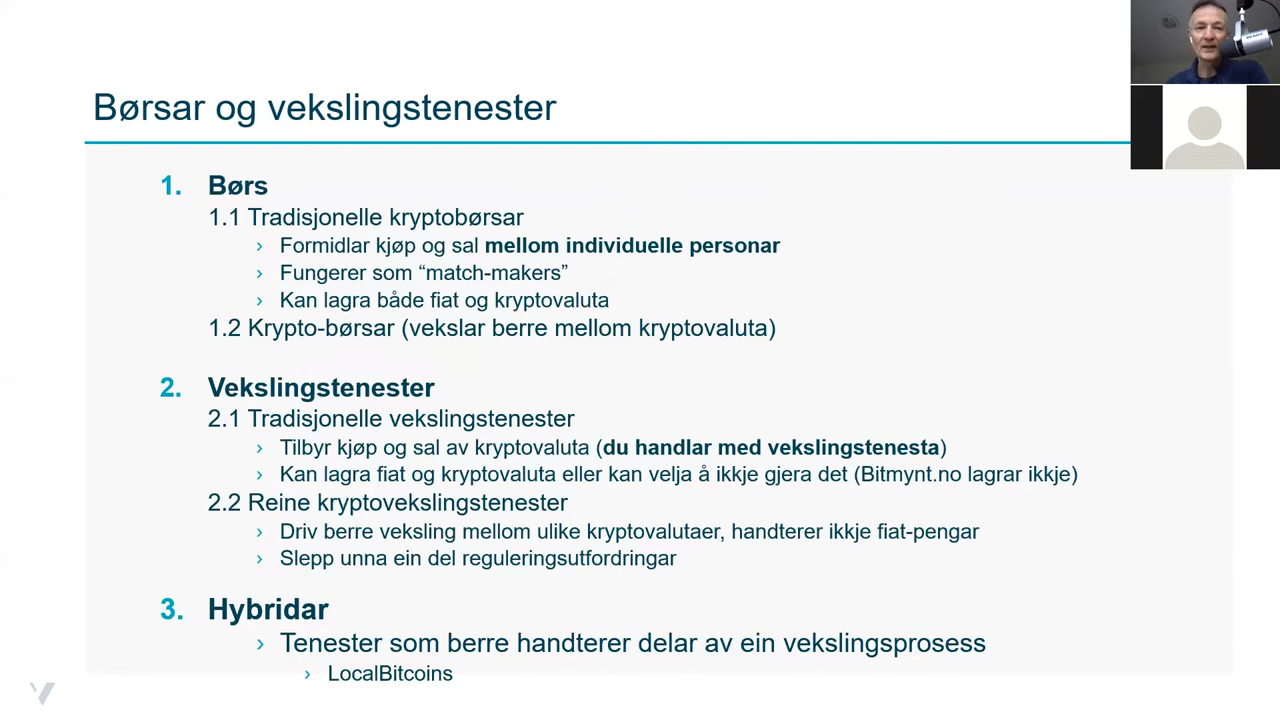 Børsar og vekslingstenester
1. Børs
1.1 Tradisjonelle kryptobørsar
› Formidlar kjøp og sal mellom individuelle personar
› Fungerer som “match-makers”
› Kan lagra både fiat og kryptovaluta
1.2 Krypto-børsar (vekslar berre mellom kryptovaluta)
2. Vekslingstenester
2.1 Tradisjonelle vekslingstenester
› Tilbyr kjøp og sal av kryptovaluta (du handlar med vekslingstenesta)
› Kan lagra fiat og kryptovaluta eller kan velja å ikkje gjera det (Bitmynt.no lagrar ikkje)
2.2 Reine kryptovekslingstenester
› Driv berre veksling mellom ulike kryptovalutaer, handterer ikkje fiat-pengar
› Slepp unna ein del reguleringsutfordringar
3. Hybridar
› Tenester som berre handterer delar av ein vekslingsprosess
› LocalBitcoins